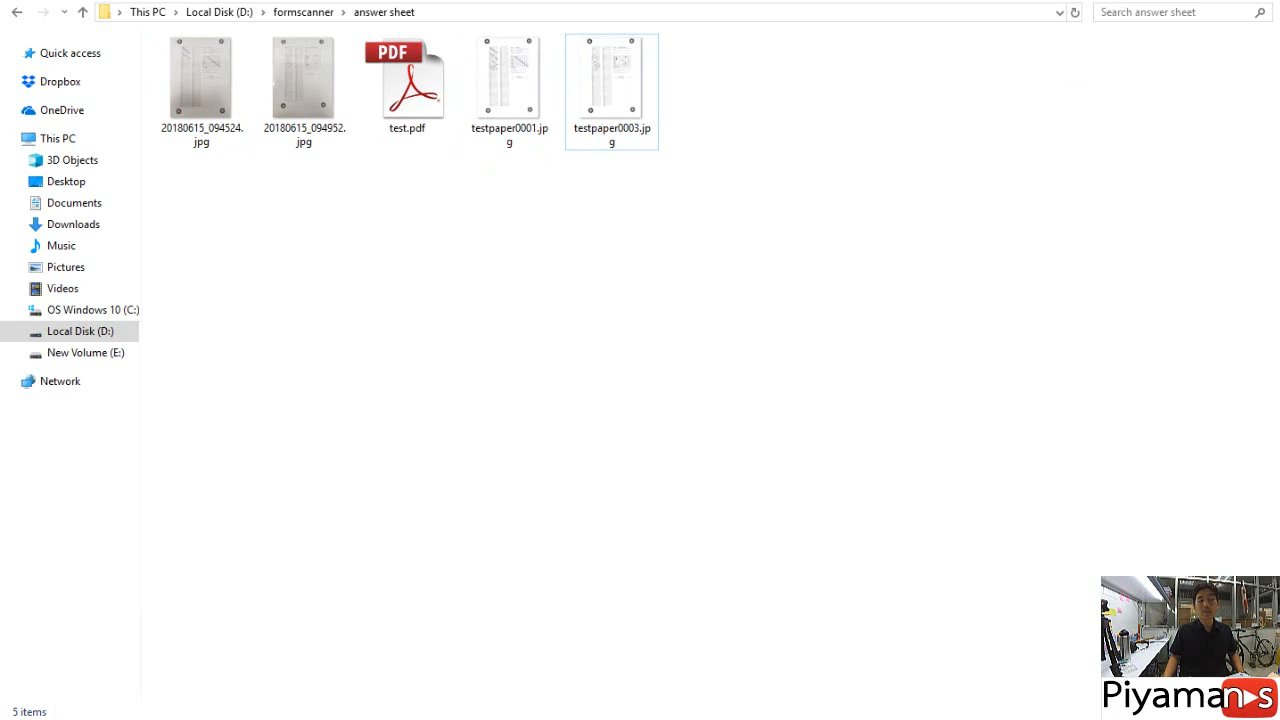 This PC > Local Disk (D:) > formscanner > answer sheet
Search answer sheet
Quick access
Dropbox
OneDrive
This PC
3D Objects
Desktop
Documents
Downloads
Music
Pictures
Videos
OS Windows 10 (C:)
Local Disk (D:)
New Volume (E:)
Network
PDF
20180615_094524.
jpg
20180615_094952.
jpg
test.pdf
testpaper0001.jp
g
testpaper0003.jp
g
5 items
Piyamans